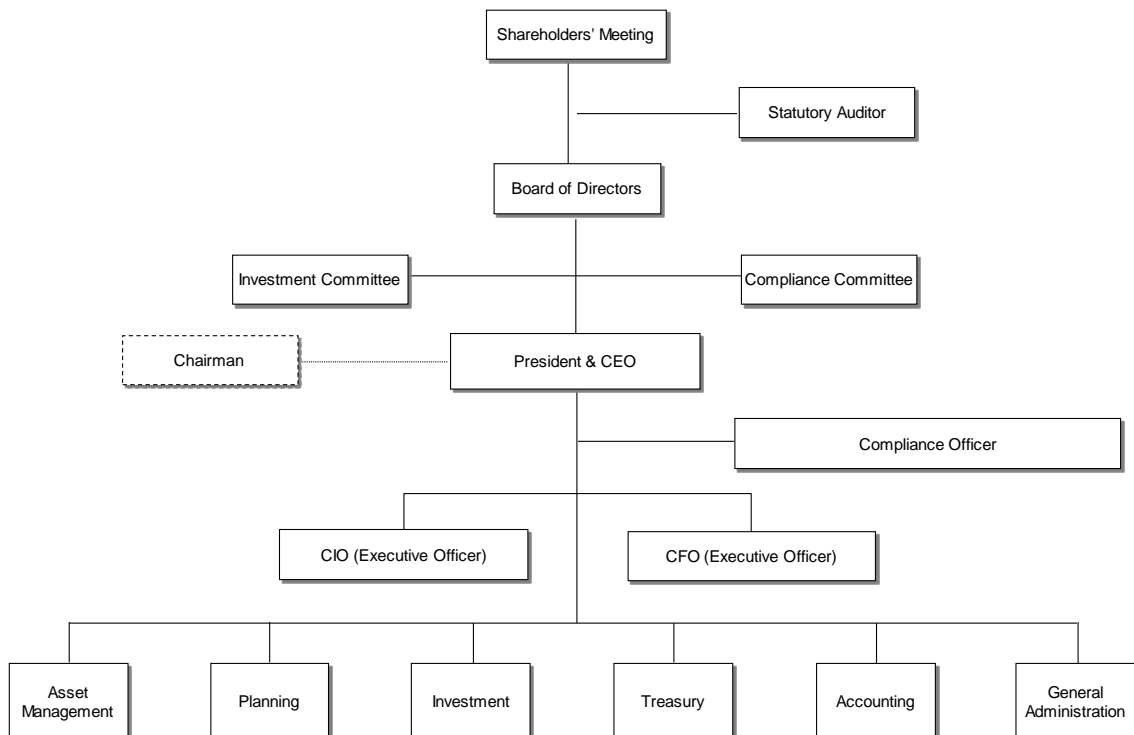 Shareholders' Meeting
Statutory Auditor
Board of Directors
Investment Committee
Compliance Committee
Chairman
President & CEO
Compliance Officer
CIO (Executive Officer)
CFO (Executive Officer)
Asset
Management
Planning
Investment
Treasury
Accounting
General
Administration